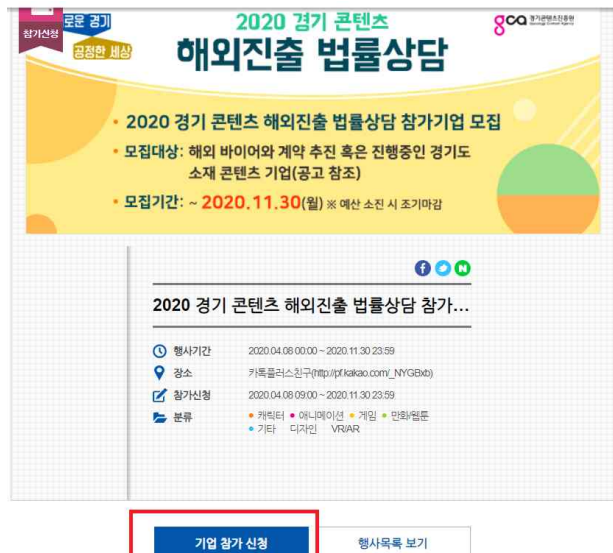 참가신청
로운 경기
공정한 세상
2020 경기 콘텐츠
해외진출 법률상담
gca 경기콘텐츠진흥원
• 2020 경기 콘텐츠 해외진출 법률상담 참가기업 모집
• 모집대상: 해외 바이어와 계약 추진 혹은 진행중인 경기도
소재 콘텐츠 기업(공고 참조)
• 모집기간: ~ 2020.11.30(월) ※ 예산 소진 시 조기마감
2020 경기 콘텐츠 해외진출 법률상담 참가...
행사기간 2020.04.08 00:00 ~ 2020.11.30 23:59
장소 카톡플러스친구(http://pf.kakao.com/_NYGBxb)
참가신청 2020.04.08 09:00 ~ 2020.11.30 23:59
분류 • 캐릭터 • 애니메이션 • 게임 • 만화/웹툰
• 기타 디자인 VR/AR
기업 참가 신청 행사목록 보기